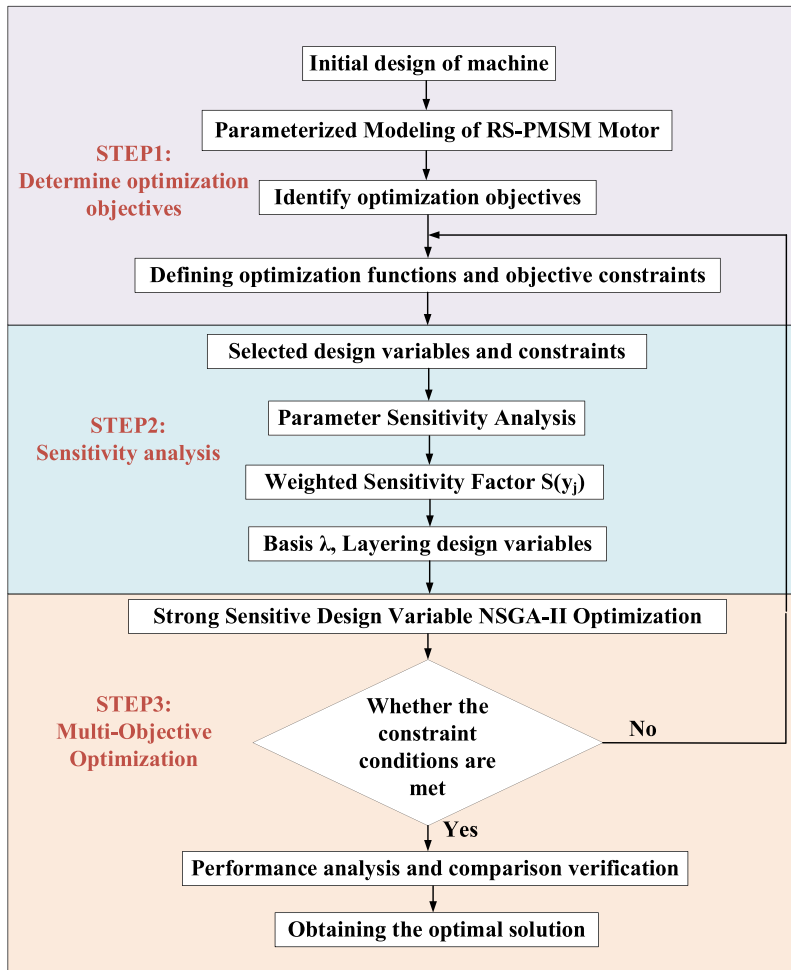 Initial design of machine
Parameterized Modeling of RS-PMSM Motor
STEP1:
Determine optimization
objectives
Identify optimization objectives
Defining optimization functions and objective constraints
Selected design variables and constraints
STEP2:
Sensitivity analysis
Parameter Sensitivity Analysis
Weighted Sensitivity Factor S(yj)
Basis λ, Layering design variables
Strong Sensitive Design Variable NSGA-II Optimization
STEP3:
Multi-Objective
Optimization
Whether the
constraint
conditions are
met
No
Yes
Performance analysis and comparison verification
Obtaining the optimal solution